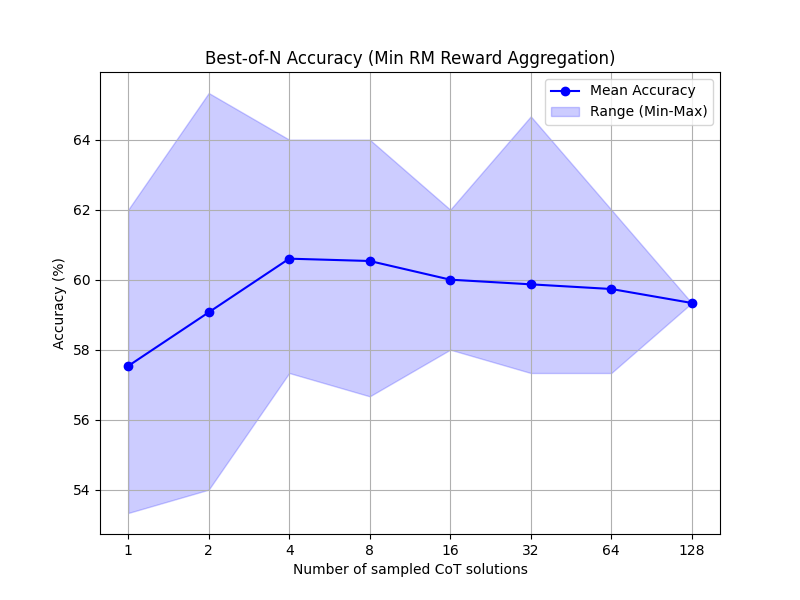 Best-of-N Accuracy (Min RM Reward Aggregation)
Mean Accuracy
Range (Min-Max)
64
62
60
58
56
54
Accuracy (%)
1 2 4 8 16 32 64 128
Number of sampled CoT solutions